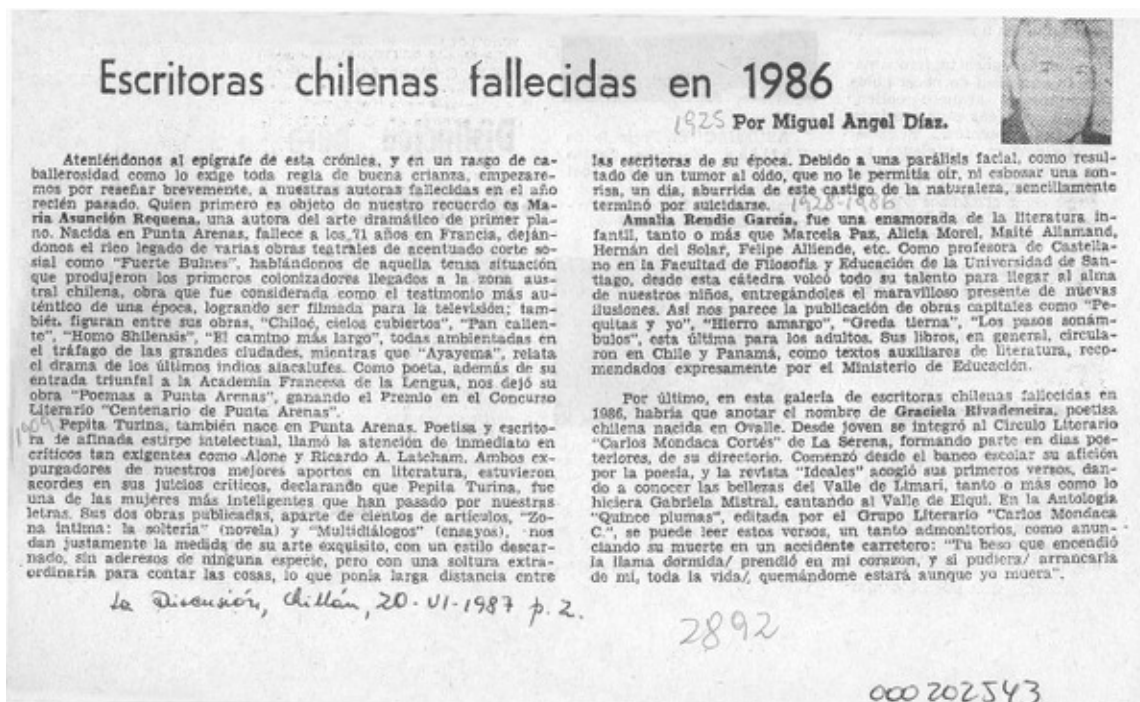 Escritoras chilenas fallecidas en 1986
1925 Por Miguel Angel Díaz.
Ateniéndonos al epígrafe de esta crónica, y en un rasgo de ca-
ballerosidad como lo exige toda regla de buena crianza, empezare-
mos por reseñar brevemente, a nuestras autoras fallecidas en el año
recién pasado. Quien primero es objeto de nuestro recuerdo es Ma-
ría Asunción Requena, una autora del arte dramático de primer pla-
no. Nacida en Punta Arenas, fallece a los 71 años en Francia, deján-
donos el rico legado de varias obras teatrales de acentuado corte so-
sial como "Fuerte Bulnes", hablándonos de aquella tensa situación
que produjeron los primeros colonizadores llegados a la zona aus-
tral chilena, obra que fue considerada como el testimonio más au-
téntico de una época, logrando ser filmada para la televisión; tam-
bién, figuran entre sus obras, "Chiloé, cielos cubiertos", "Pan calien-
te", "Homo Shilensis", "El camino más largo", todas ambientadas en
el tráfago de las grandes ciudades, mientras que "Ayayema", relata
el drama de los últimos indios alacalufes. Como poeta, además de su
entrada triunfal a la Academia Francesa de la Lengua, nos dejó su
obra "Poemas a Punta Arenas", ganando el Premio en el Concurso
Literario "Centenario de Punta Arenas".
1909 Pepita Turina, también nace en Punta Arenas. Poetisa y escrito-
ra de afinada estirpe intelectual, llamó la atención de inmediato en
críticos tan exigentes como Alone y Ricardo A. Latcham. Ambos ex-
purgadores de nuestros mejores aportes en literatura, estuvieron
acordes en sus juicios críticos, declarando que Pepita Turina, fue
una de las mujeres más inteligentes que han pasado por nuestras
letras. Sus dos obras publicadas, aparte de cientos de artículos, "Zo-
na íntima: la soltería" (novela) y "Multidiálogos" (ensayos), nos
dan justamente la medida de su arte exquisito, con un estilo descar-
nado, sin aderezos de ninguna especie, pero con una soltura extra-
ordinaria para contar las cosas, lo que ponía larga distancia entre
las escritoras de su época. Debido a una parálisis facial, como resul-
tado de un tumor al oído, que no le permitía oír, ni esbozar una son-
risa, un día, aburrida de este castigo de la naturaleza, sencillamente
terminó por suicidarse. 1928-1986
Amalia Rendic García, fue una enamorada de la literatura in-
fantil, tanto o más que Marcela Paz, Alicia Morel, Maité Allamand,
Hernán del Solar, Felipe Alliende, etc. Como profesora de Castella-
no en la Facultad de Filosofía y Educación de la Universidad de San-
tiago, desde esta cátedra volcó todo su talento para llegar al alma
de nuestros niños, entregándoles el maravilloso presente de nuevas
ilusiones. Así nos parece la publicación de obras capitales como "Pe-
quitas y yo", "Hierro amargo", "Greda tierna", "Los pasos sonám-
bulos", esta última para los adultos. Sus libros, en general, circula-
ron en Chile y Panamá, como textos auxiliares de literatura, reco-
mendados expresamente por el Ministerio de Educación.
Por último, en esta galería de escritoras chilenas fallecidas en
1986, habría que anotar el nombre de Graciela Rivadeneira, poetisa
chilena nacida en Ovalle. Desde joven se integró al Círculo Literario
"Carlos Mondaca Cortés" de La Serena, formando parte en días pos-
teriores, de su directorio. Comenzó desde el banco escolar su afición
por la poesía, y la revista "Ideales" acogió sus primeros versos, dan-
do a conocer las bellezas del Valle de Limarí, tanto o más como lo
hiciera Gabriela Mistral, cantando al Valle de Elqui. En la Antología
"Quince plumas", editada por el Grupo Literario "Carlos Mondaca
C.", se puede leer estos versos, un tanto admonitorios, como anun-
ciando su muerte en un accidente carretero: "Tu beso que encendió
la llama dormida/ prendió en mi corazón, y si pudiera/ arrancarla
de mí, toda la vida/ quemándome estará aunque yo muera".
La Discusión, Chillán, 20-VI-1987 p. 2.
2892
000202543